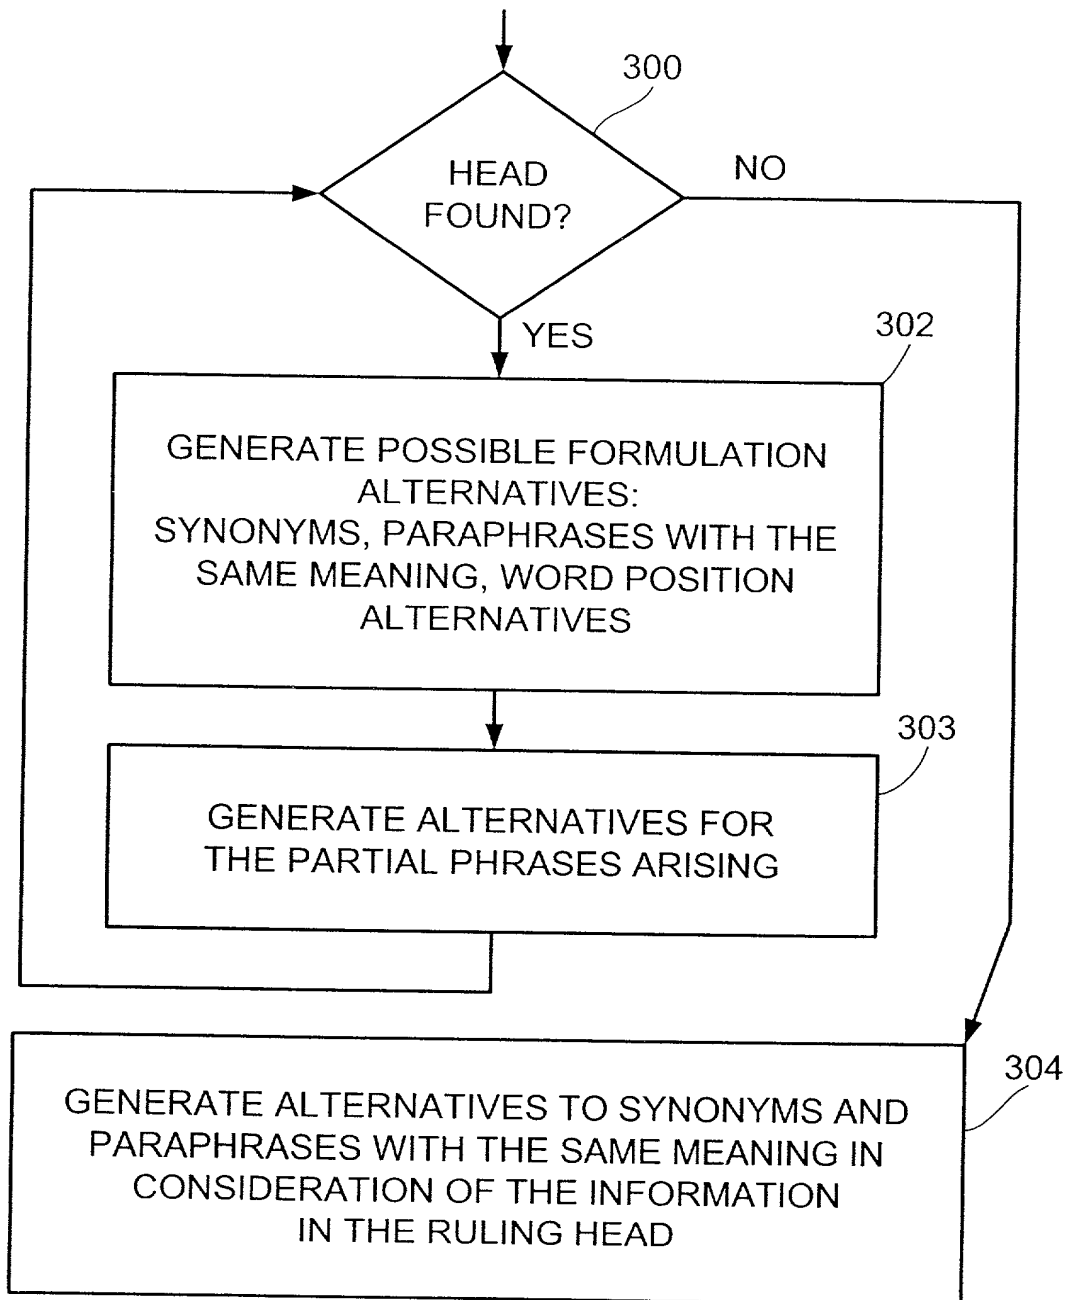 300
HEAD
FOUND?
NO
YES
302
GENERATE POSSIBLE FORMULATION
ALTERNATIVES:
SYNONYMS, PARAPHRASES WITH THE
SAME MEANING, WORD POSITION
ALTERNATIVES
303
GENERATE ALTERNATIVES FOR
THE PARTIAL PHRASES ARISING
304
GENERATE ALTERNATIVES TO SYNONYMS AND
PARAPHRASES WITH THE SAME MEANING IN
CONSIDERATION OF THE INFORMATION
IN THE RULING HEAD